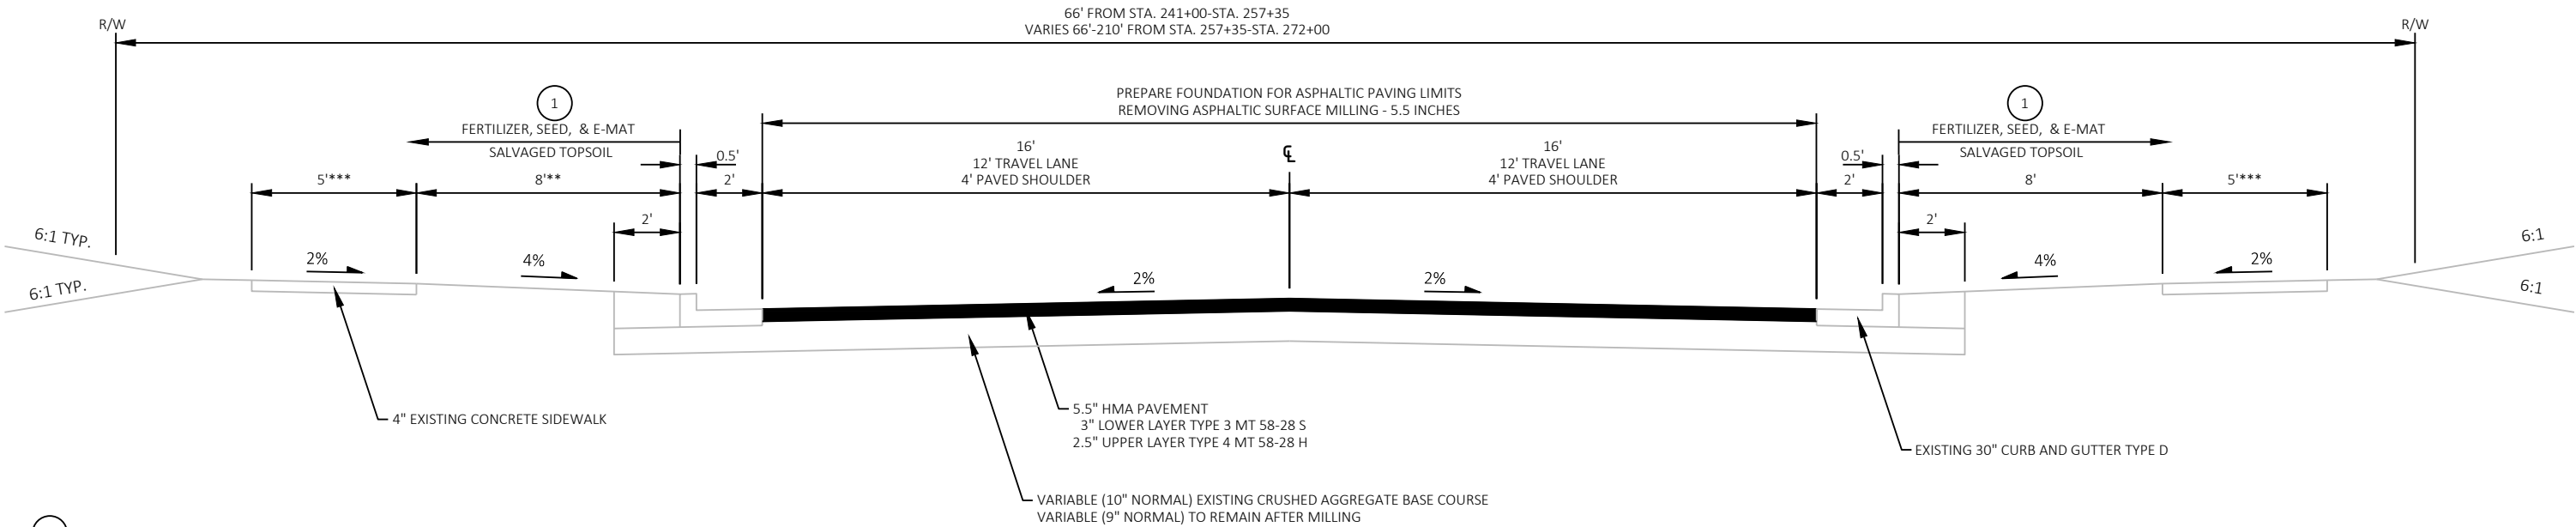 66' FROM STA. 241+00-STA. 257+35
VARIES 66'-210' FROM STA. 257+35-STA. 272+00
R/W
R/W
PREPARE FOUNDATION FOR ASPHALTIC PAVING LIMITS
REMOVING ASPHALTIC SURFACE MILLING - 5.5 INCHES
1
FERTILIZER, SEED, & E-MAT
SALVAGED TOPSOIL
1
FERTILIZER, SEED, & E-MAT
SALVAGED TOPSOIL
5'***
8'**
0.5'
2'
2'
16'
12' TRAVEL LANE
4' PAVED SHOULDER
℄
16'
12' TRAVEL LANE
4' PAVED SHOULDER
0.5'
2'
2'
8'
5'***
6:1 TYP.
6:1 TYP.
2%
4%
2%
2%
4%
2%
6:1
6:1
4" EXISTING CONCRETE SIDEWALK
5.5" HMA PAVEMENT
3" LOWER LAYER TYPE 3 MT 58-28 S
2.5" UPPER LAYER TYPE 4 MT 58-28 H
EXISTING 30" CURB AND GUTTER TYPE D
VARIABLE (10" NORMAL) EXISTING CRUSHED AGGREGATE BASE COURSE
VARIABLE (9" NORMAL) TO REMAIN AFTER MILLING